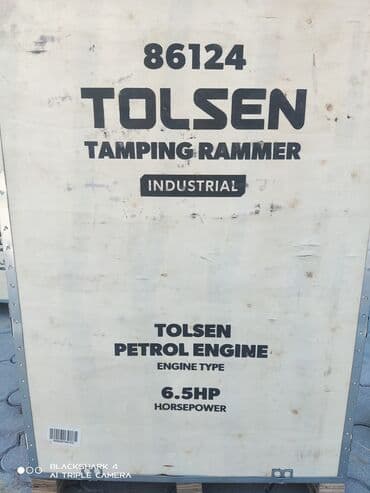 86124
TOLSEN
TAMPING RAMMER
INDUSTRIAL
TOLSEN
PETROL ENGINE
ENGINE TYPE
6.5HP
HORSEPOWER
BLACKSHARK 4
AI TRIPLE CAMERA